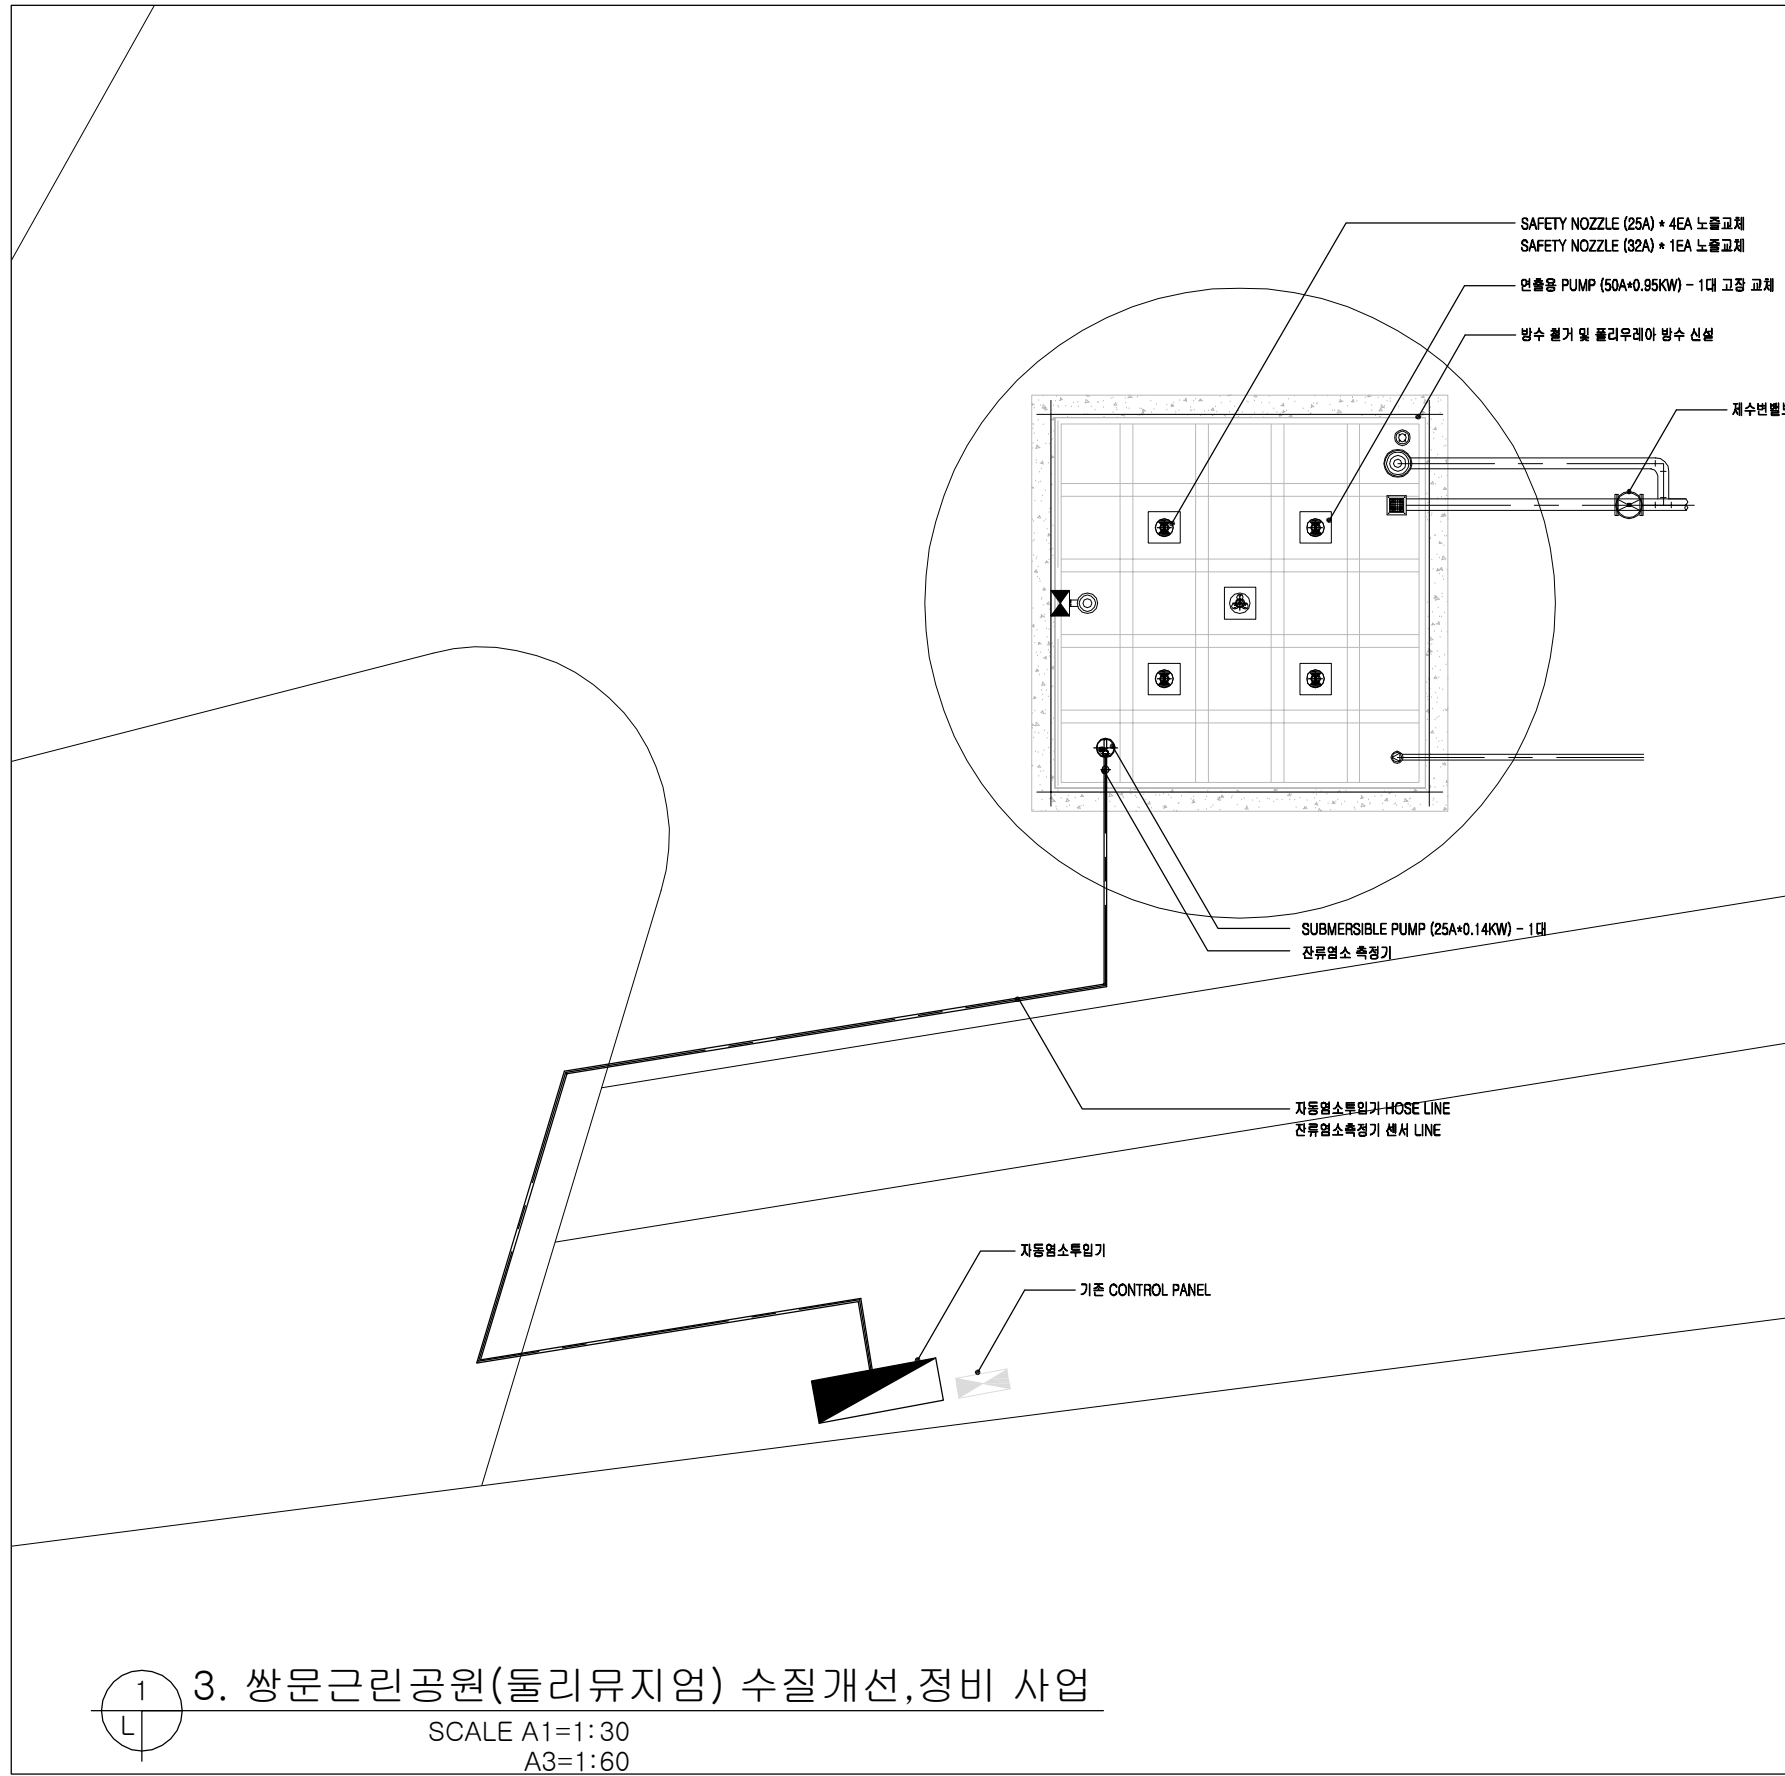 SAFETY NOZZLE (25A) * 4EA 노즐교체
SAFETY NOZZLE (32A) * 1EA 노즐교체
연출용 PUMP (50A*0.95KW) - 1대 고장 교체
방수 철거 및 폴리우레아 방수 신설
제수변밸브
SUBMERSIBLE PUMP (25A*0.14KW) - 1대
잔류염소 측정기
자동염소투입기 HOSE LINE
잔류염소측정기 센서 LINE
자동염소투입기
기존 CONTROL PANEL
1
L
3. 쌍문근린공원(둘리뮤지엄) 수질개선,정비 사업
SCALE A1=1:30
A3=1:60